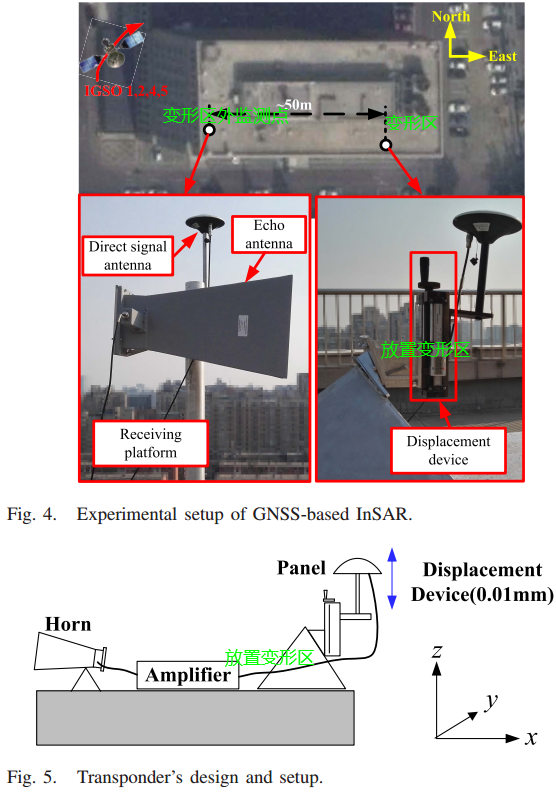 North
East
IGSO 1,2,4,5
~50m
变形区外监测点
变形区
Direct signal
antenna
Echo
antenna
放置变形区
Receiving
platform
Displacement
device
Fig. 4. Experimental setup of GNSS-based InSAR.
Panel
Displacement
Device(0.01mm)
Horn
放置变形区
Amplifier
z
y
x
Fig. 5. Transponder's design and setup.